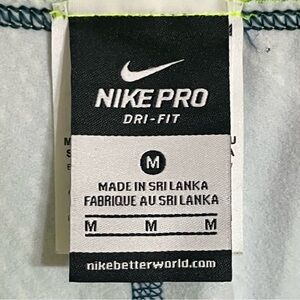 NIKE PRO
DRI-FIT
M
MADE IN SRI LANKA
FABRIQUE AU SRI LANKA
M M M
nikebetterworld.com